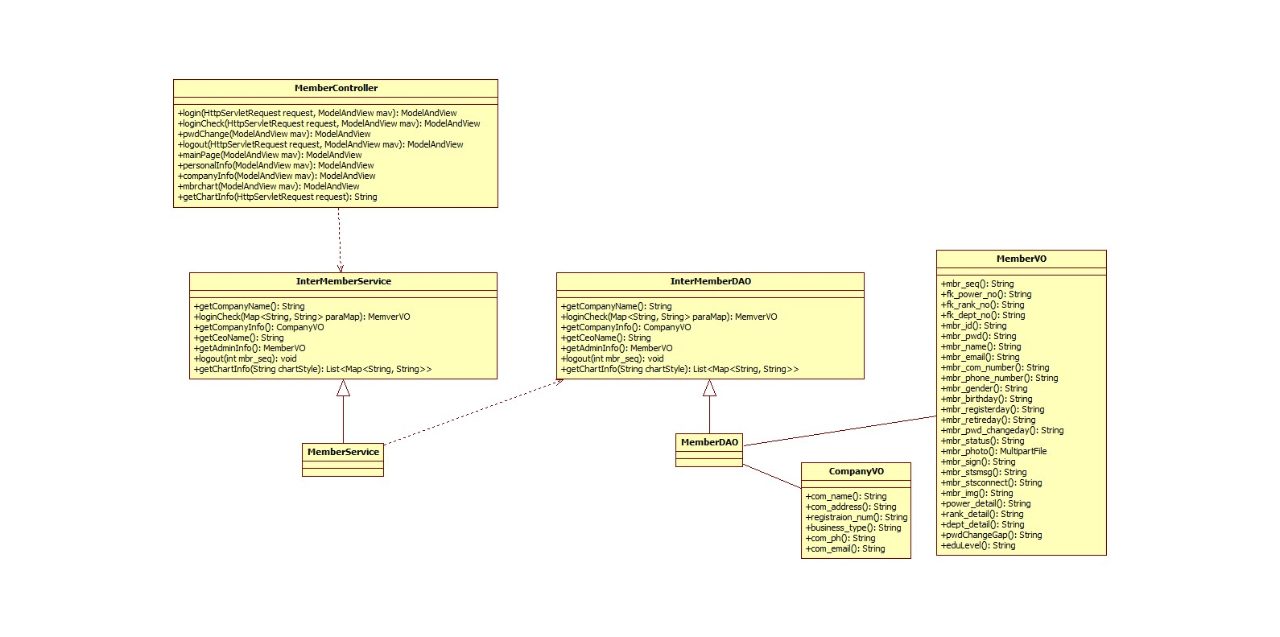 MemberController
+login(HttpServletRequest request, ModelAndView mav): ModelAndView
+loginCheck(HttpServletRequest request, ModelAndView mav): ModelAndView
+pwdChange(ModelAndView mav): ModelAndView
+logout(HttpServletRequest request, ModelAndView mav): ModelAndView
+mainPage(ModelAndView mav): ModelAndView
+personalInfo(ModelAndView mav): ModelAndView
+companyInfo(ModelAndView mav): ModelAndView
+mbrchart(ModelAndView mav): ModelAndView
+getChartInfo(HttpServletRequest request): String
InterMemberService
+getCompanyName(): String
+loginCheck(Map<String, String> paraMap): MemverVO
+getCompanyInfo(): CompanyVO
+getCeoName(): String
+getAdminInfo(): MemberVO
+logout(int mbr_seq): void
+getChartInfo(String chartStyle): List<Map<String, String>>
MemberService
InterMemberDAO
+getCompanyName(): String
+loginCheck(Map<String, String> paraMap): MemverVO
+getCompanyInfo(): CompanyVO
+getCeoName(): String
+getAdminInfo(): MemberVO
+logout(int mbr_seq): void
+getChartInfo(String chartStyle): List<Map<String, String>>
MemberDAO
CompanyVO
+com_name(): String
+com_address(): String
+registraion_num(): String
+business_type(): String
+com_ph(): String
+com_email(): String
MemberVO
+mbr_seq(): String
+fk_power_no(): String
+fk_rank_no(): String
+fk_dept_no(): String
+mbr_id(): String
+mbr_pwd(): String
+mbr_name(): String
+mbr_email(): String
+mbr_com_number(): String
+mbr_phone_number(): String
+mbr_gender(): String
+mbr_birthday(): String
+mbr_registerday(): String
+mbr_retireday(): String
+mbr_pwd_changeday(): String
+mbr_status(): String
+mbr_photo(): MultipartFile
+mbr_sign(): String
+mbr_stsmsg(): String
+mbr_stsconnect(): String
+mbr_img(): String
+power_detail(): String
+rank_detail(): String
+dept_detail(): String
+pwdChangeGap(): String
+eduLevel(): String